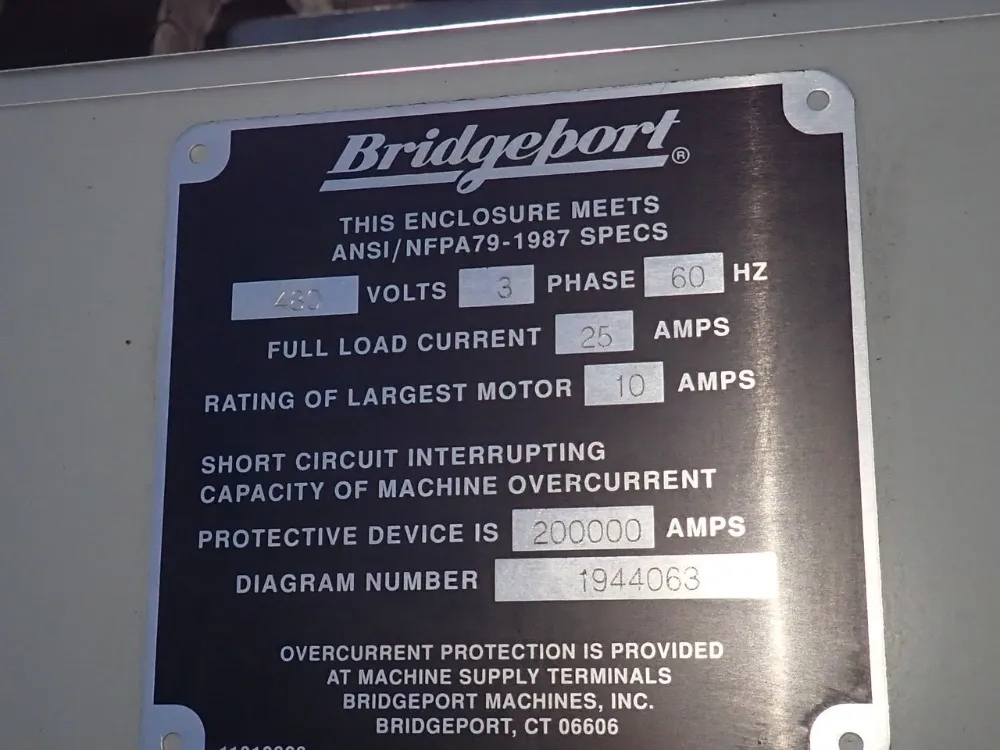 Bridgeport®
THIS ENCLOSURE MEETS
ANSI/NFPA79-1987 SPECS
480 VOLTS 3 PHASE 60 HZ
FULL LOAD CURRENT 25 AMPS
RATING OF LARGEST MOTOR 10 AMPS
SHORT CIRCUIT INTERRUPTING
CAPACITY OF MACHINE OVERCURRENT
PROTECTIVE DEVICE IS 200000 AMPS
DIAGRAM NUMBER 1944063
OVERCURRENT PROTECTION IS PROVIDED
AT MACHINE SUPPLY TERMINALS
BRIDGEPORT MACHINES, INC.
BRIDGEPORT, CT 06606